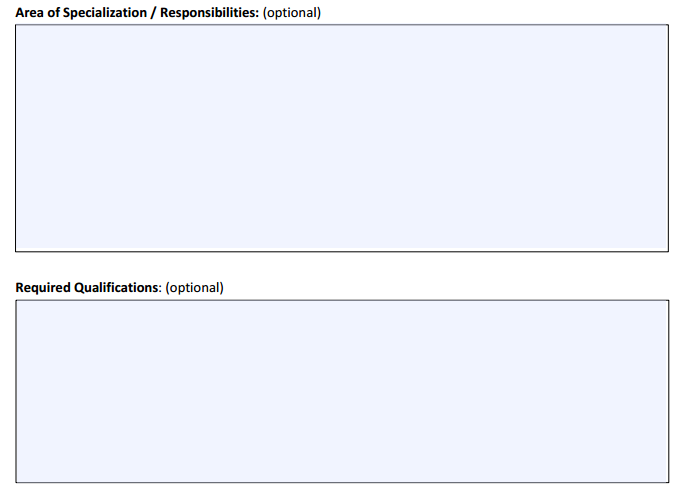 Area of Specialization / Responsibilities: (optional)
Required Qualifications: (optional)